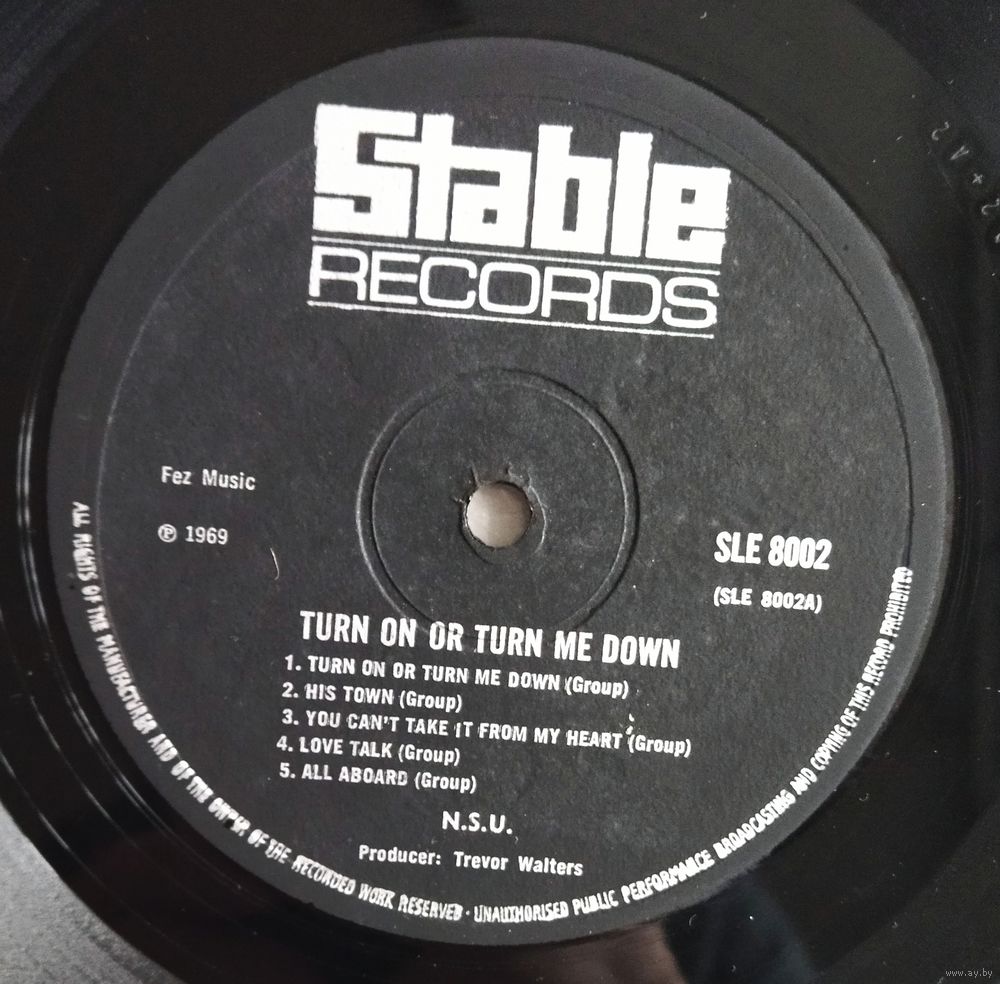 Stable
RECORDS
Fez Music
℗ 1969
SLE 8002
(SLE 8002A)
TURN ON OR TURN ME DOWN
1. TURN ON OR TURN ME DOWN (Group)
2. HIS TOWN (Group)
3. YOU CAN'T TAKE IT FROM MY HEART (Group)
4. LOVE TALK (Group)
5. ALL ABOARD (Group)
N.S.U.
Producer: Trevor Walters
ALL RIGHTS OF THE MANUFACTURER AND OF THE OWNER OF THE RECORDED WORK RESERVED · UNAUTHORISED PUBLIC PERFORMANCE BROADCASTING AND COPYING OF THIS RECORD PROHIBITED
www.ay.by